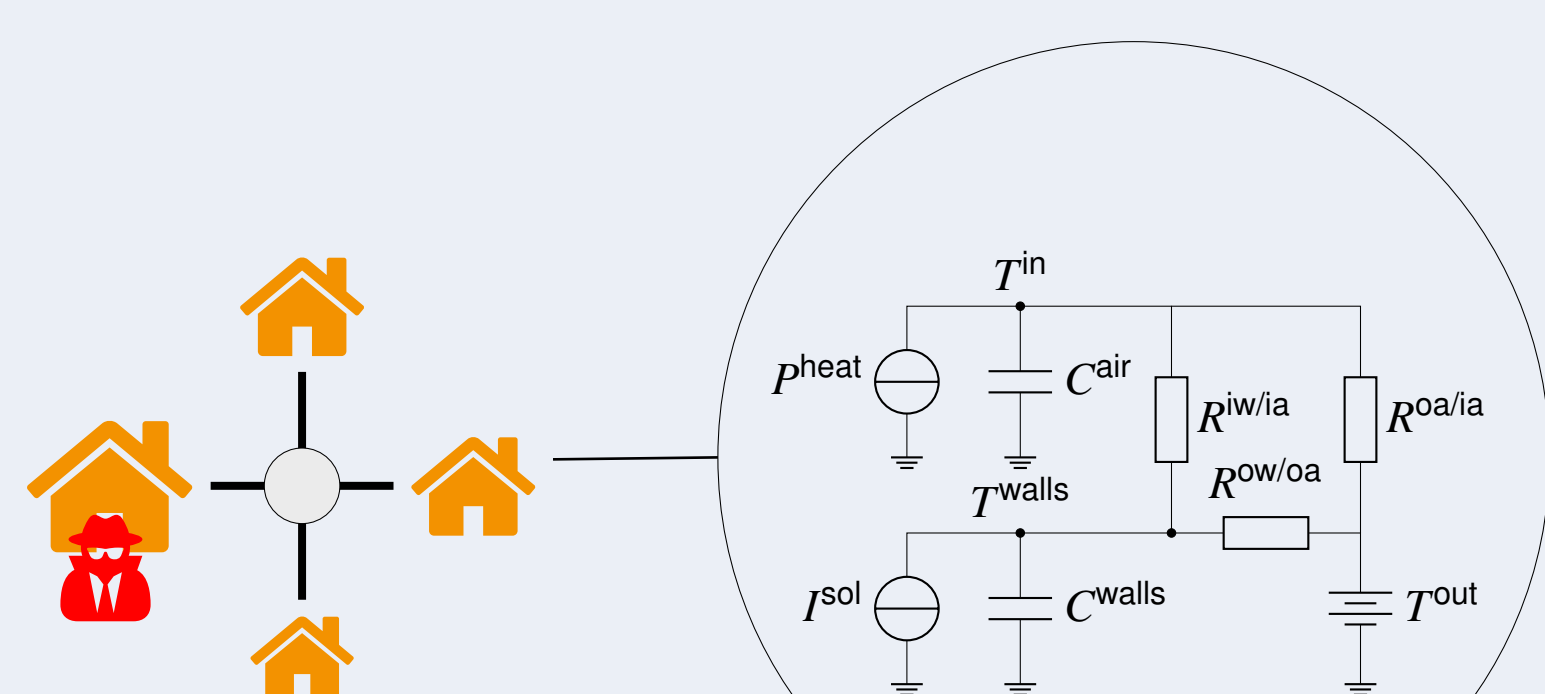 T^in
P^heat
C^air
R^iw/ia
R^oa/ia
R^ow/oa
T^walls
I^sol
C^walls
T^out